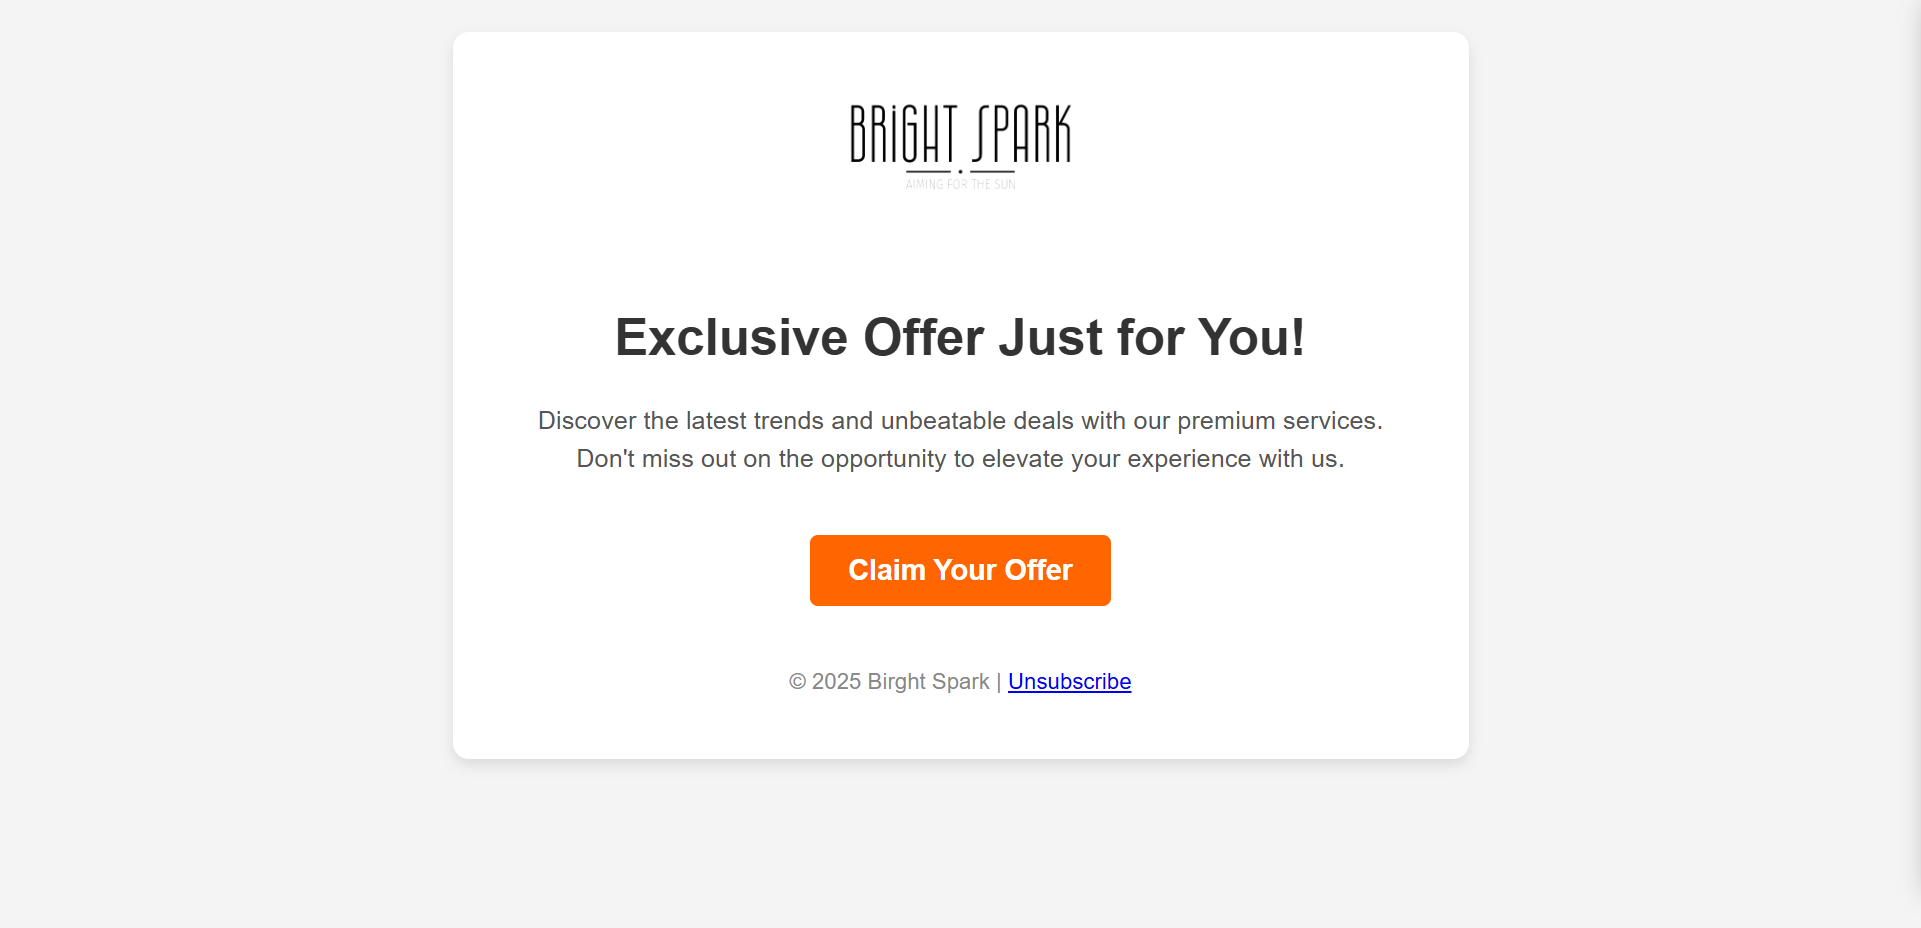 BRiGHT SPARK
AIMING FOR THE SUN
Exclusive Offer Just for You!
Discover the latest trends and unbeatable deals with our premium services.
Don't miss out on the opportunity to elevate your experience with us.
Claim Your Offer
© 2025 Birght Spark | Unsubscribe